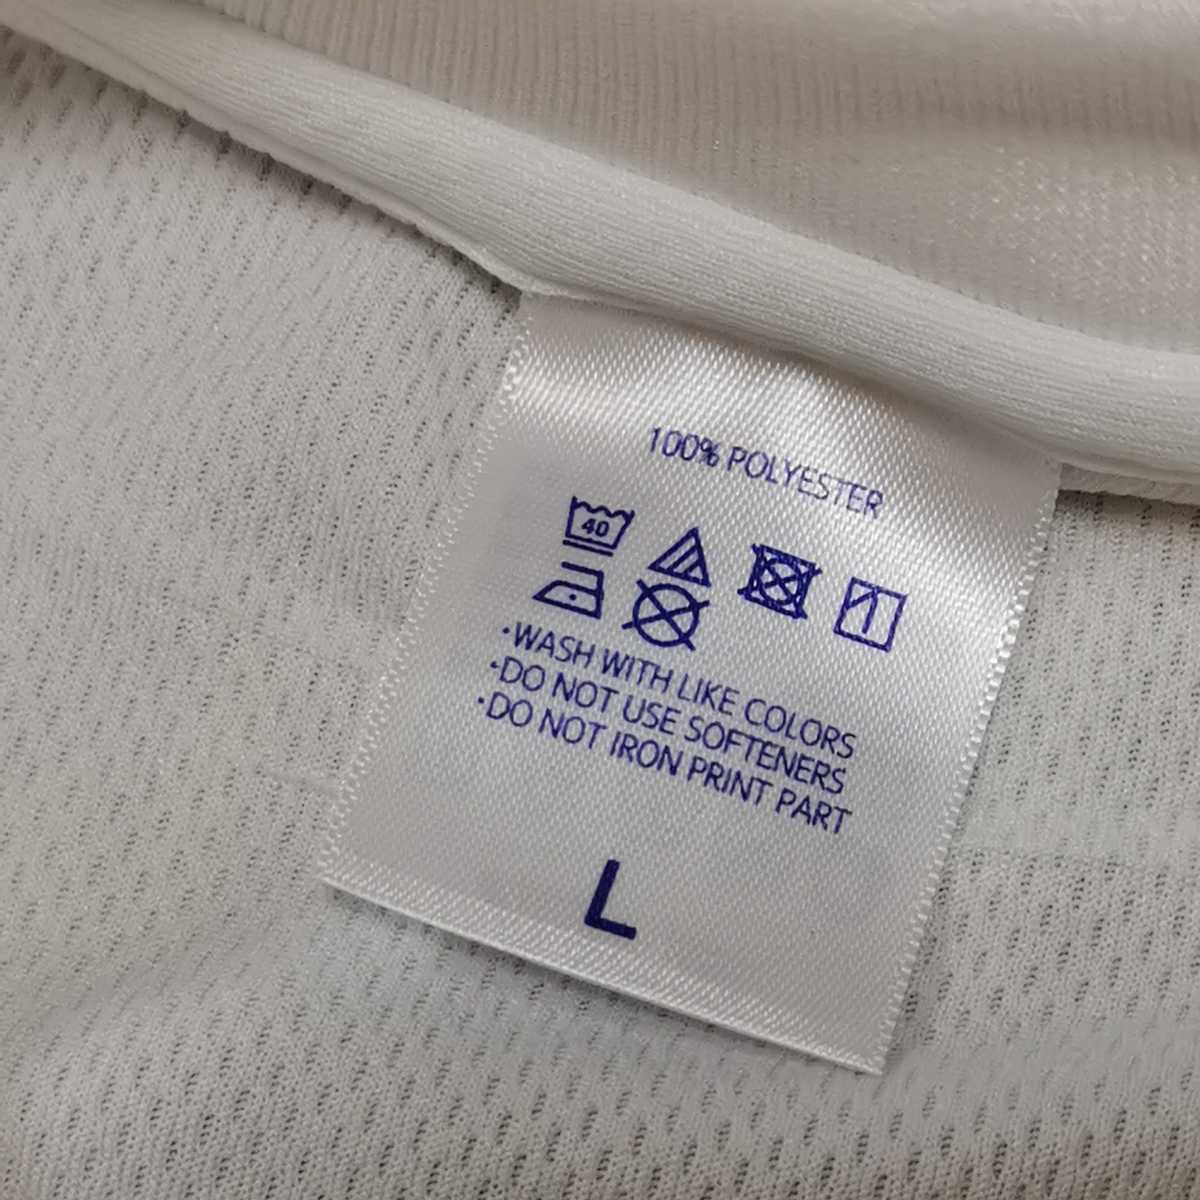 100% POLYESTER
40
·WASH WITH LIKE COLORS
·DO NOT USE SOFTENERS
·DO NOT IRON PRINT PART
L